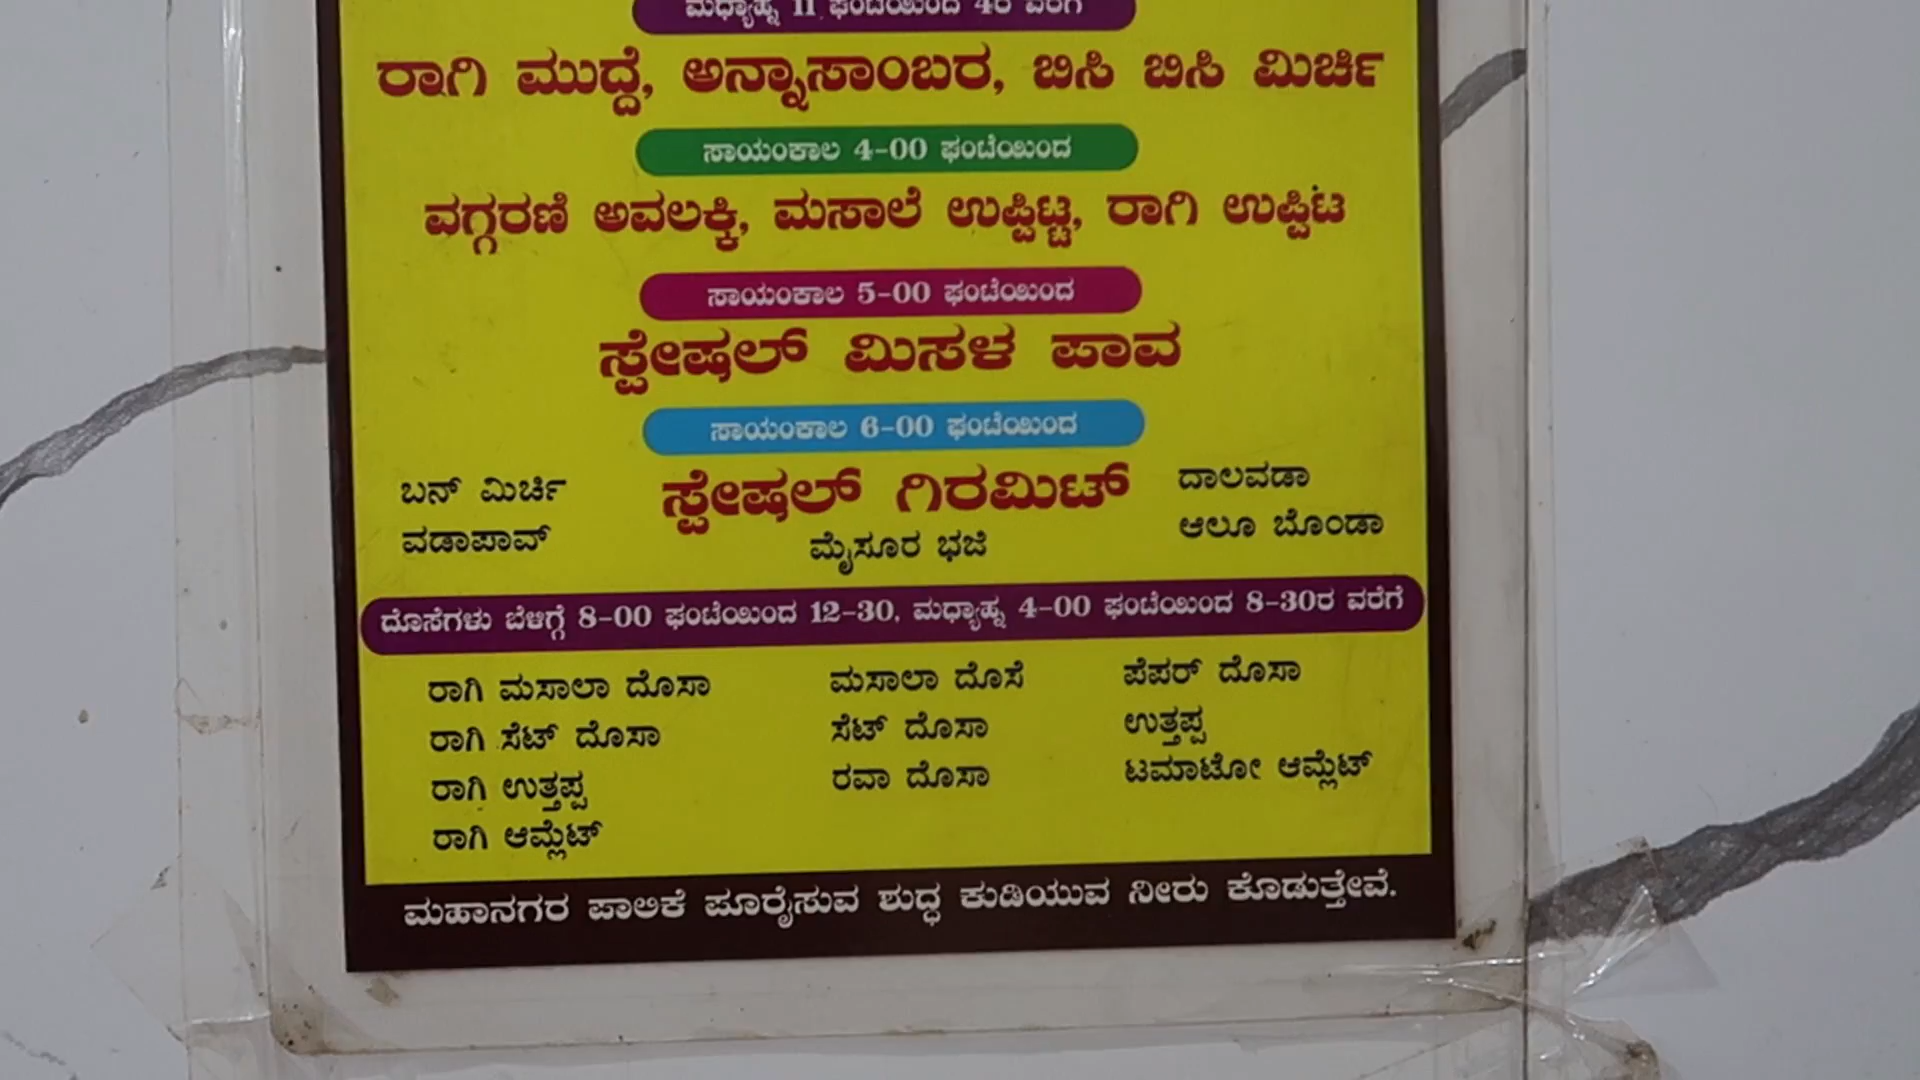 ಮಧ್ಯಾಹ್ನ 11 ಘಂಟೆಯಿಂದ 4ರ ವರೆಗೆ
ರಾಗಿ ಮುದ್ದೆ, ಅನ್ನಾಸಾಂಬರ, ಬಿಸಿ ಬಿಸಿ ಮಿರ್ಚಿ
ಸಾಯಂಕಾಲ 4-00 ಘಂಟೆಯಿಂದ
ವಗ್ಗರಣಿ ಅವಲಕ್ಕಿ, ಮಸಾಲೆ ಉಪ್ಪಿಟ್ಟ, ರಾಗಿ ಉಪ್ಪಿಟ
ಸಾಯಂಕಾಲ 5-00 ಘಂಟೆಯಿಂದ
ಸ್ಪೇಷಲ್ ಮಿಸಳ ಪಾವ
ಸಾಯಂಕಾಲ 6-00 ಘಂಟೆಯಿಂದ
ಬನ್ ಮಿರ್ಚಿ ಸ್ಪೇಷಲ್ ಗಿರಮಿಟ್ ದಾಲವಡಾ
ವಡಾಪಾವ್ ಮೈಸೂರ ಭಜಿ ಆಲೂ ಬೊಂಡಾ
ದೊಸೆಗಳು ಬೆಳಿಗ್ಗೆ 8-00 ಘಂಟೆಯಿಂದ 12-30, ಮಧ್ಯಾಹ್ನ 4-00 ಘಂಟೆಯಿಂದ 8-30ರ ವರೆಗೆ
ರಾಗಿ ಮಸಾಲಾ ದೊಸಾ ಮಸಾಲಾ ದೊಸೆ ಪೆಪರ್ ದೊಸಾ
ರಾಗಿ ಸೆಟ್ ದೊಸಾ ಸೆಟ್ ದೊಸಾ ಉತ್ತಪ್ಪ
ರಾಗಿ ಉತ್ತಪ್ಪ ರವಾ ದೊಸಾ ಟಮಾಟೋ ಆಮ್ಲೆಟ್
ರಾಗಿ ಆಮ್ಲೆಟ್
ಮಹಾನಗರ ಪಾಲಿಕೆ ಪೂರೈಸುವ ಶುದ್ಧ ಕುಡಿಯುವ ನೀರು ಕೊಡುತ್ತೇವೆ.